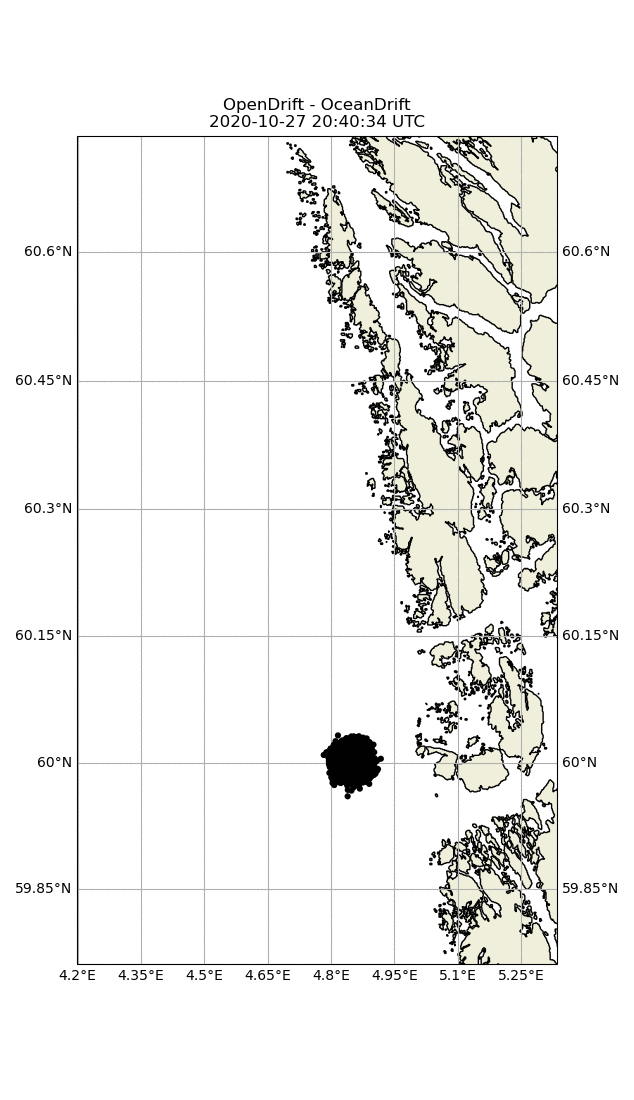 OpenDrift - OceanDrift
2020-10-27 20:40:34 UTC
60.6°N 60.6°N
60.45°N 60.45°N
60.3°N 60.3°N
60.15°N 60.15°N
60°N 60°N
59.85°N 59.85°N
4.2°E 4.35°E 4.5°E 4.65°E 4.8°E 4.95°E 5.1°E 5.25°E